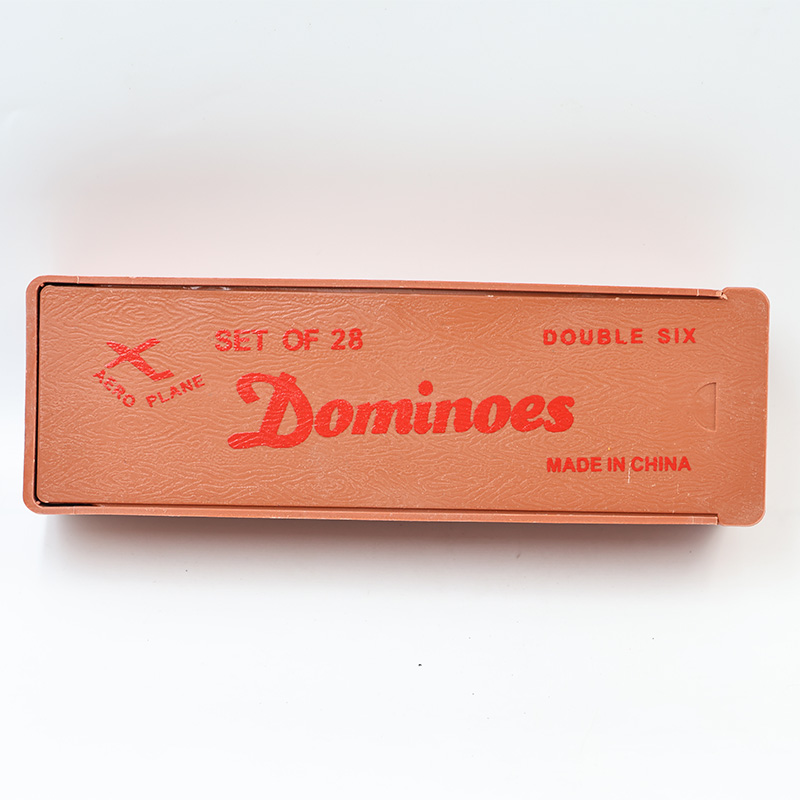 AERO PLANE
SET OF 28
DOUBLE SIX
Dominoes
MADE IN CHINA